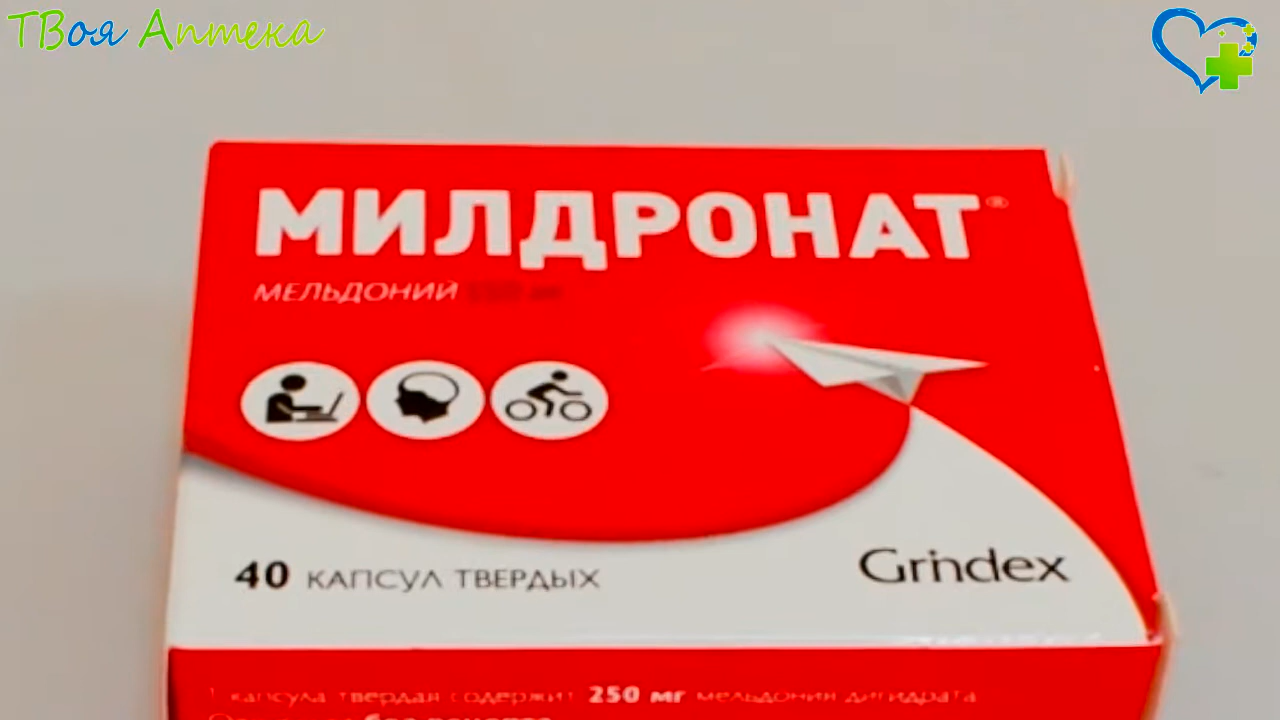 ТВоя Аптека
МИЛДРОНАТ®
МЕЛЬДОНИЙ
40 КАПСУЛ ТВЕРДЫХ
Grindex
1 капсула твердая содержит 250 мг мельдония дигидрата